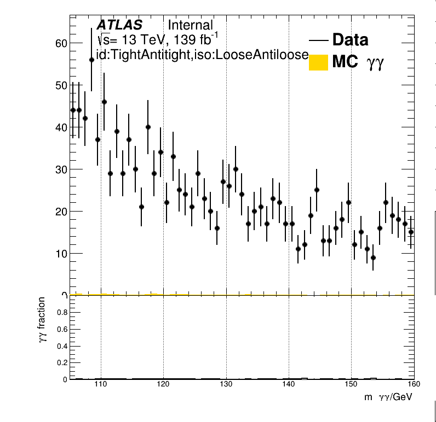 ATLAS Internal
√s= 13 TeV, 139 fb⁻¹
id:TightAntitight,iso:LooseAntiloose
Data
MC γγ
60
50
40
30
20
10
0
γγ fraction
0.8
0.6
0.4
0.2
0
110 120 130 140 150 160
m γγ/GeV